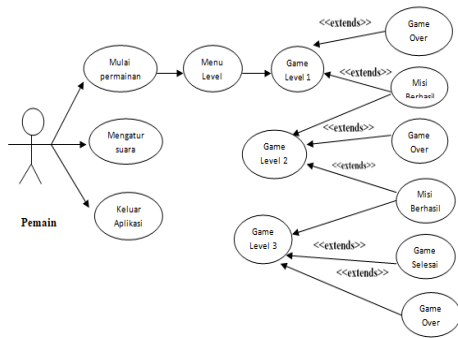 <<extends>>
Game
Over
Mulai
permainan
Menu
Level
Game
Level 1
<<extends>>
Misi
Berhasil
<<extends>>
Game
Over
Mengatur
suara
Game
Level 2
<<extends>>
Pemain
Keluar
Aplikasi
Misi
Berhasil
Game
Level 3
<<extends>>
Game
Selesai
<<extends>>
Game
Over